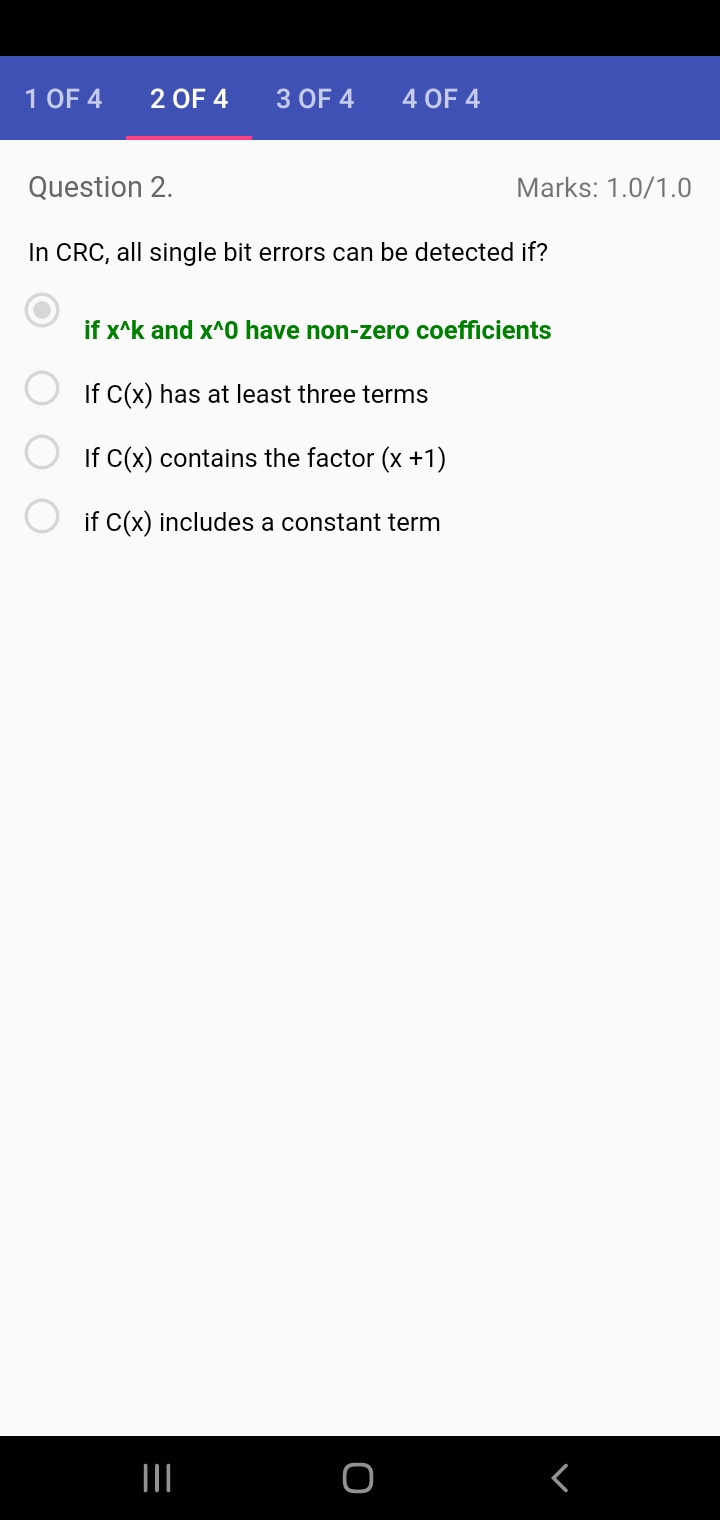 1 OF 4 2 OF 4 3 OF 4 4 OF 4
Question 2. Marks: 1.0/1.0
In CRC, all single bit errors can be detected if?
if x^k and x^0 have non-zero coefficients
If C(x) has at least three terms
If C(x) contains the factor (x +1)
if C(x) includes a constant term